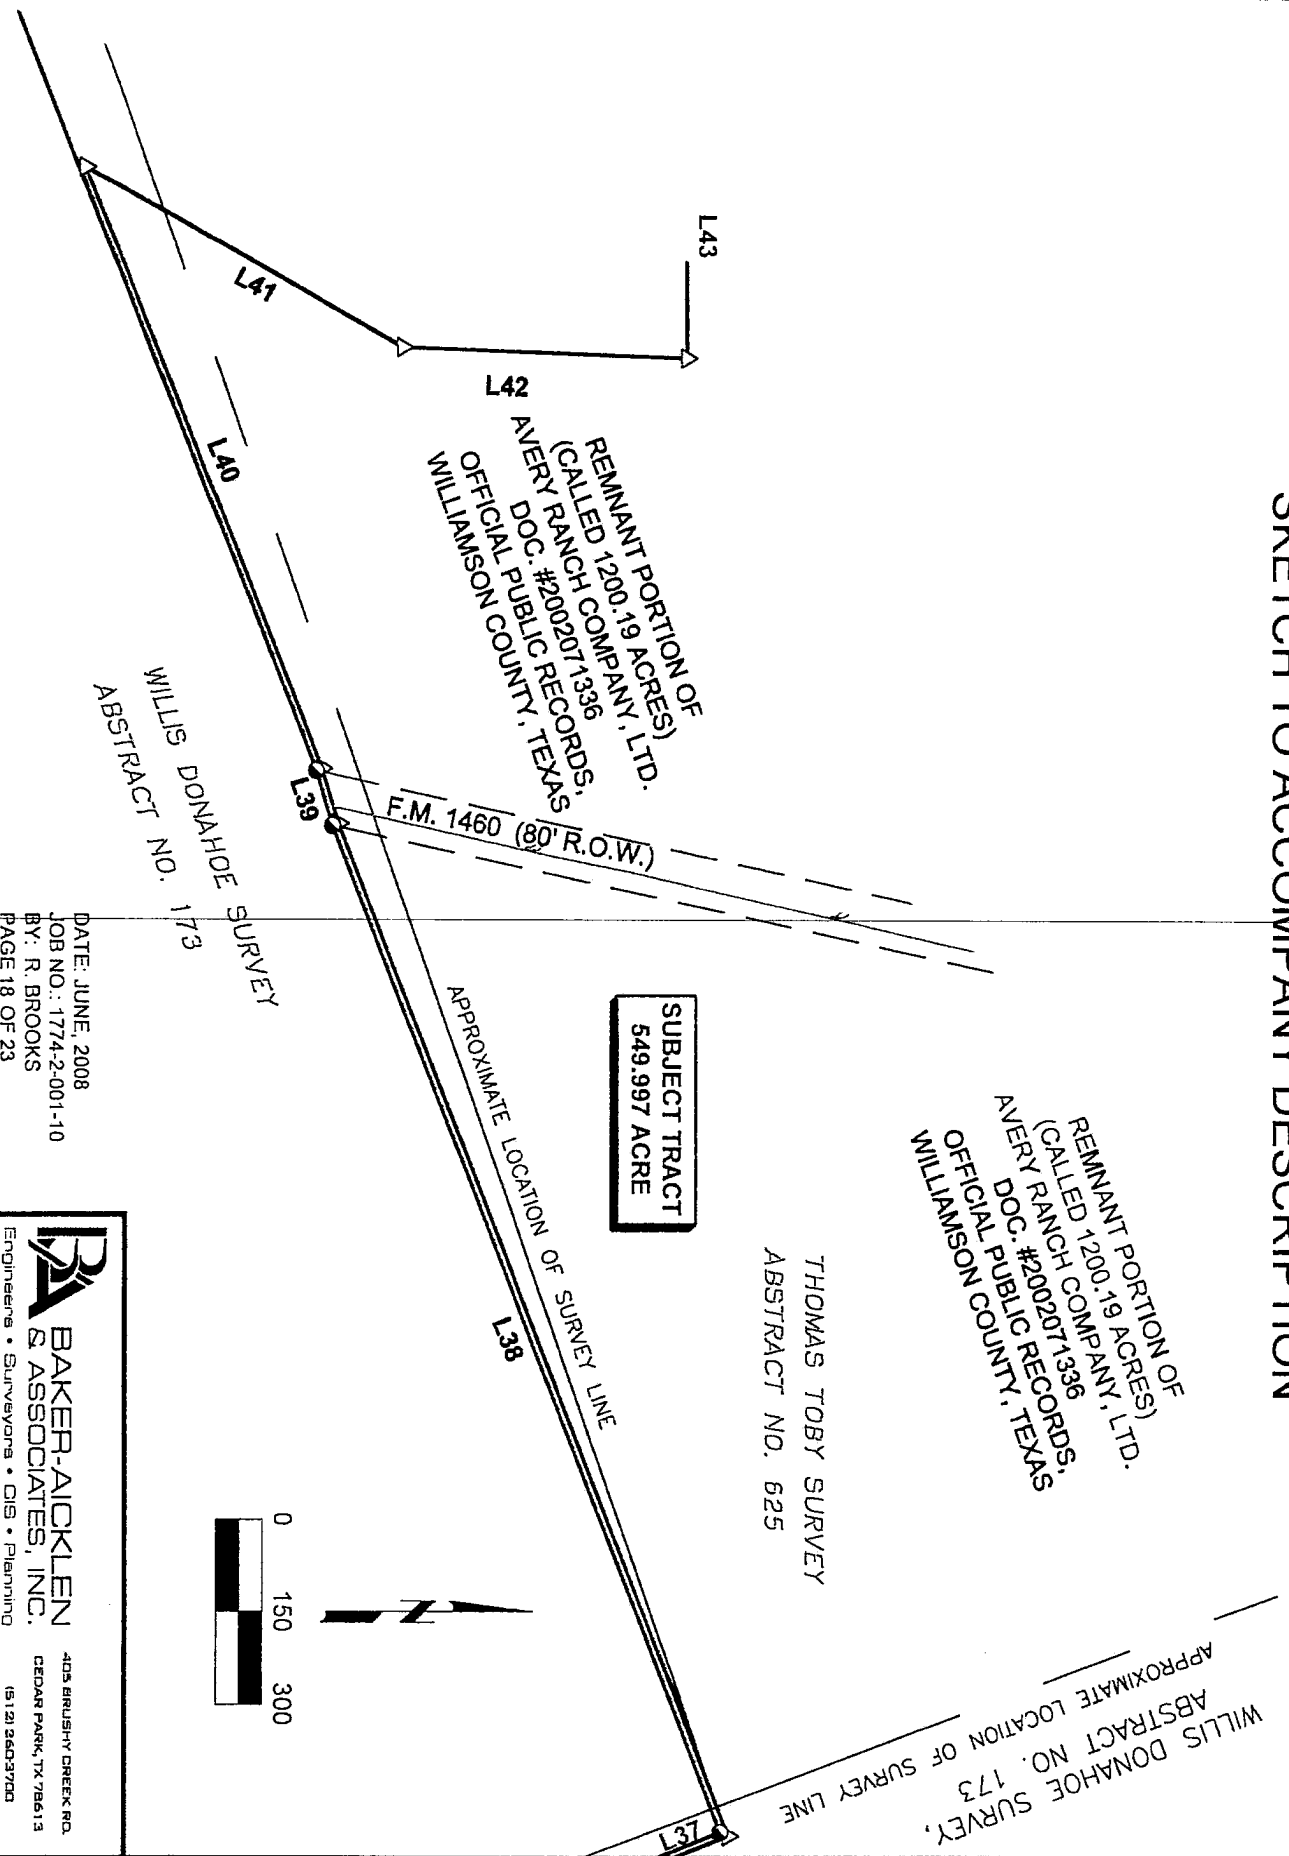 SKETCH TO ACCOMPANY DESCRIPTION
L43
L42
L41
L40
L39
L38
L37
REMNANT PORTION OF
(CALLED 1200.19 ACRES)
AVERY RANCH COMPANY, LTD.
DOC. #2002071336
OFFICIAL PUBLIC RECORDS,
WILLIAMSON COUNTY, TEXAS
F.M. 1460 (80' R.O.W.)
REMNANT PORTION OF
(CALLED 1200.19 ACRES)
AVERY RANCH COMPANY, LTD.
DOC. #2002071336
OFFICIAL PUBLIC RECORDS,
WILLIAMSON COUNTY, TEXAS
SUBJECT TRACT
549.997 ACRE
THOMAS TOBY SURVEY
ABSTRACT NO. 625
APPROXIMATE LOCATION OF SURVEY LINE
WILLIS DONAHOE SURVEY
ABSTRACT NO. 173
WILLIS DONAHOE SURVEY,
ABSTRACT NO. 173
APPROXIMATE LOCATION OF SURVEY LINE
0 150 300
DATE: JUNE, 2008
JOB NO.: 1774-2-001-10
BY: R. BROOKS
PAGE 18 OF 23
BA
BAKER-AICKLEN
& ASSOCIATES, INC.
Engineers • Surveyors • GIS • Planning
405 BRUSHY CREEK RD.
CEDAR PARK, TX 78613
(512) 260-3700